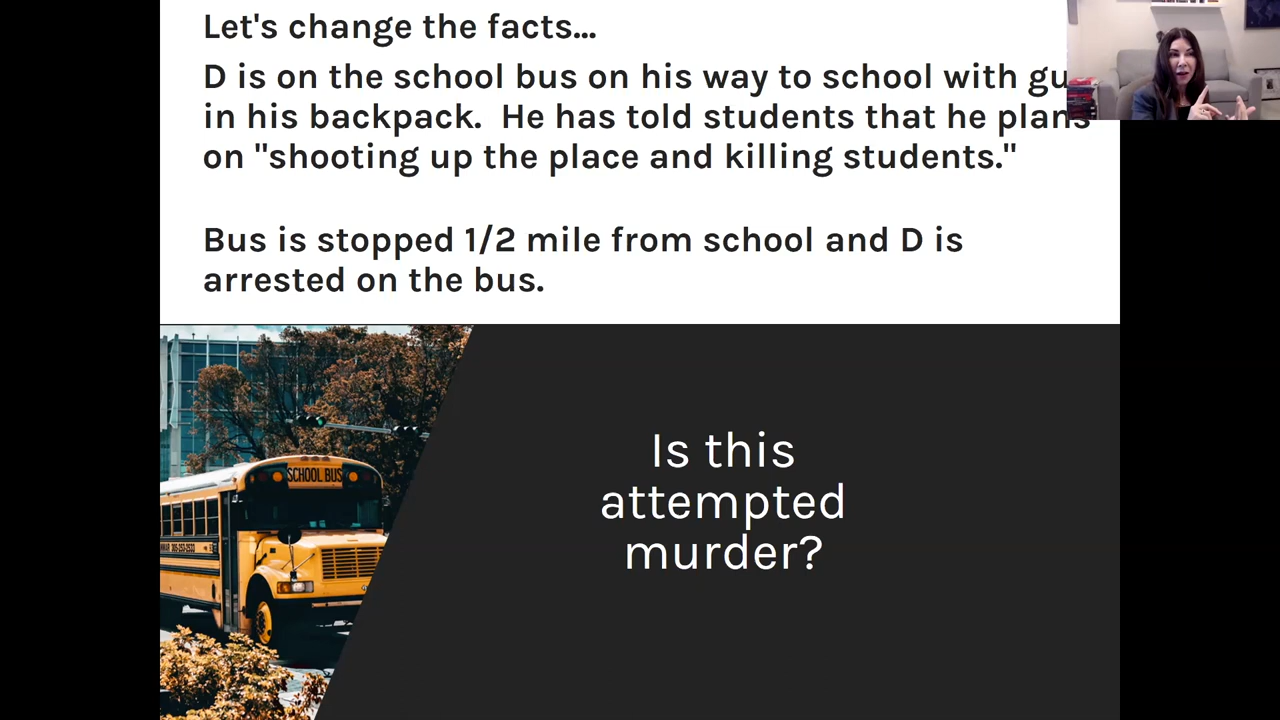 Let's change the facts...
D is on the school bus on his way to school with gu
in his backpack. He has told students that he plans
on "shooting up the place and killing students."
Bus is stopped 1/2 mile from school and D is
arrested on the bus.
SCHOOL BUS
Is this
attempted
murder?